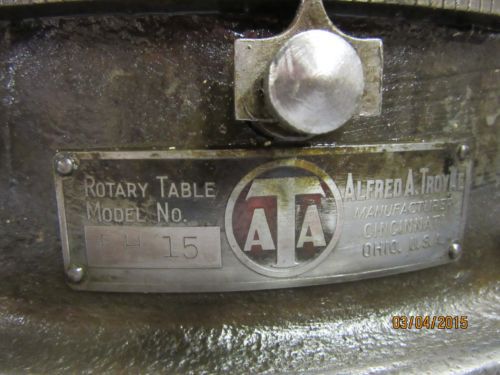 ROTARY TABLE
MODEL NO.
H 15
ATA
ALFRED A. TROYKE
MANUFACTURER
CINCINNATI
OHIO, U.S.A.
03/04/2015